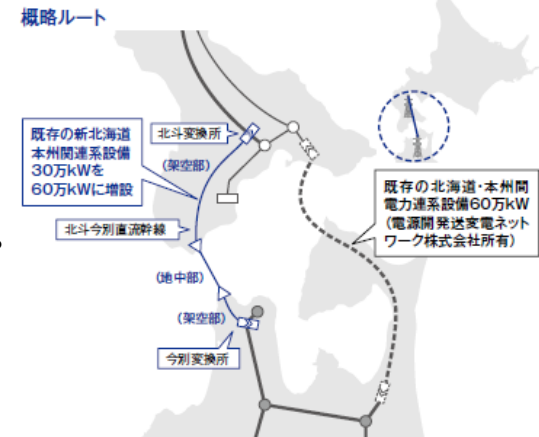 概略ルート
既存の新北海道
本州関連系設備
30万kWを
60万kWに増設
北斗変換所
(架空部)
北斗今別直流幹線
(地中部)
(架空部)
今別変換所
既存の北海道・本州間
電力連系設備60万kW
(電源開発送変電ネット
ワーク株式会社所有)